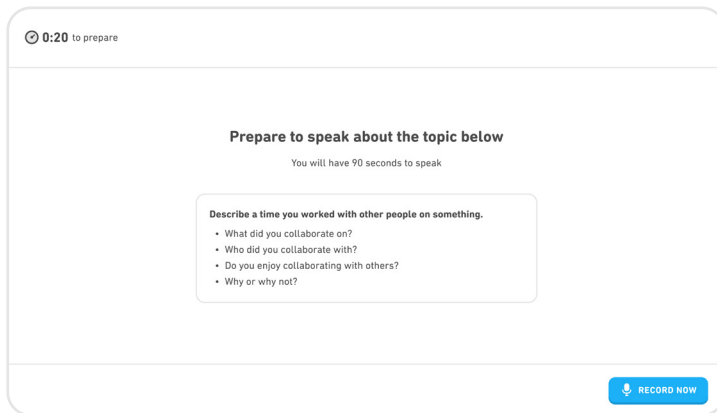 0:20 to prepare
Prepare to speak about the topic below
You will have 90 seconds to speak
Describe a time you worked with other people on something.
• What did you collaborate on?
• Who did you collaborate with?
• Do you enjoy collaborating with others?
• Why or why not?
RECORD NOW